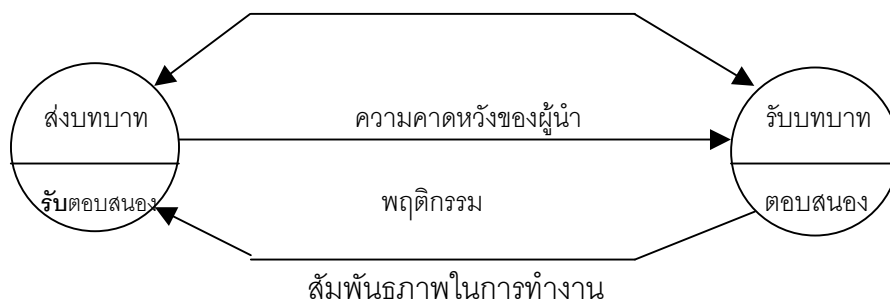 ส่งบทบาท
ความคาดหวังของผู้นำ
รับบทบาท
รับตอบสนอง
พฤติกรรม
ตอบสนอง
สัมพันธภาพในการทำงาน